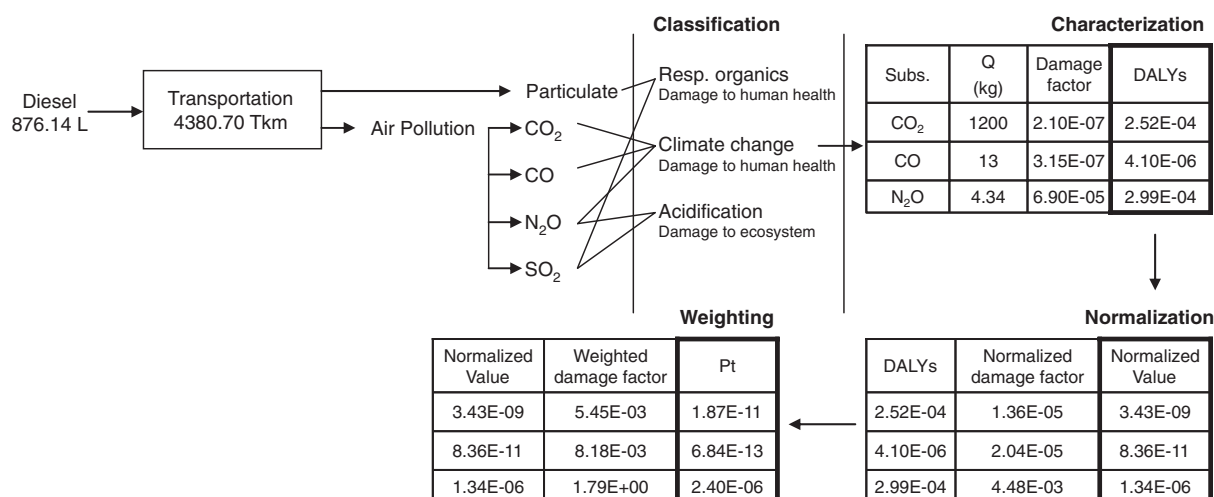 Classification
Characterization
Diesel
876.14 L
Transportation
4380.70 Tkm
Particulate
Air Pollution
CO₂
CO
N₂O
SO₂
Resp. organics
Damage to human health
Climate change
Damage to human health
Acidification
Damage to ecosystem
Subs. Q (kg) Damage factor DALYs
CO₂ 1200 2.10E-07 2.52E-04
CO 13 3.15E-07 4.10E-06
N₂O 4.34 6.90E-05 2.99E-04
Weighting
Normalized Value Weighted damage factor Pt
3.43E-09 5.45E-03 1.87E-11
8.36E-11 8.18E-03 6.84E-13
1.34E-06 1.79E+00 2.40E-06
Normalization
DALYs Normalized damage factor Normalized Value
2.52E-04 1.36E-05 3.43E-09
4.10E-06 2.04E-05 8.36E-11
2.99E-04 4.48E-03 1.34E-06